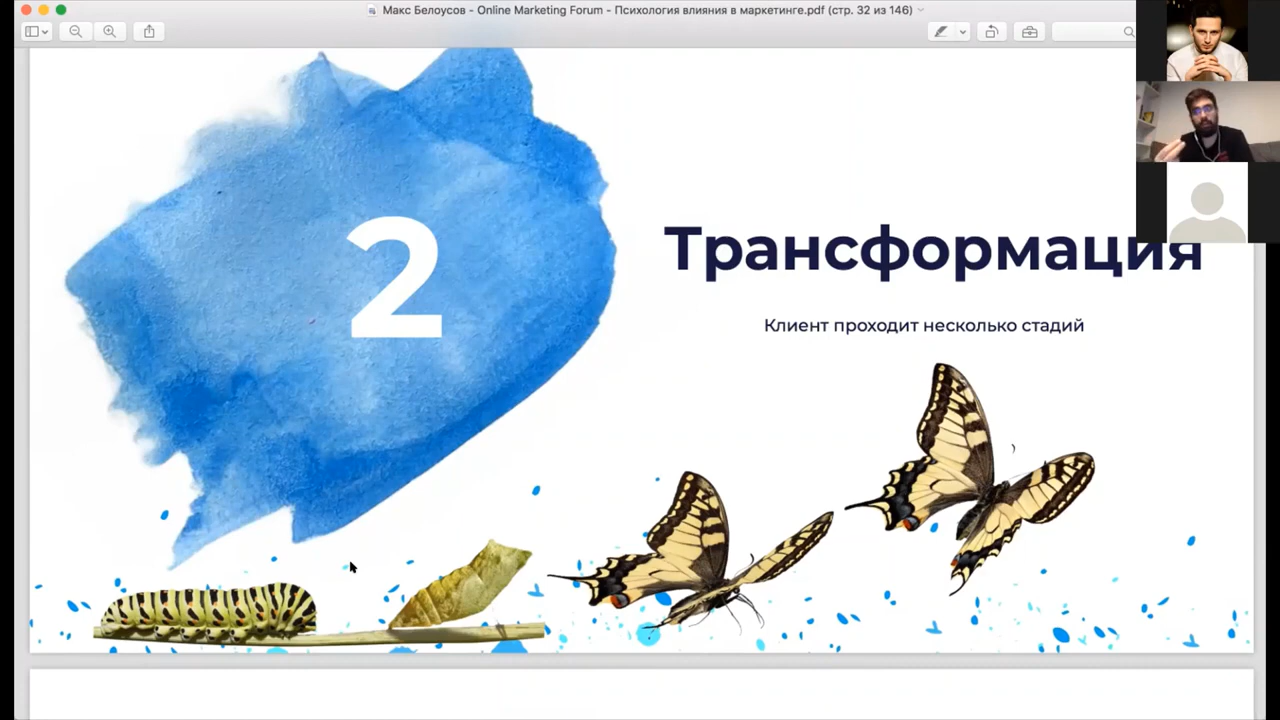 Макс Белоусов - Online Marketing Forum - Психология влияния в маркетинге.pdf (стр. 32 из 146)
2
Трансформация
Клиент проходит несколько стадий